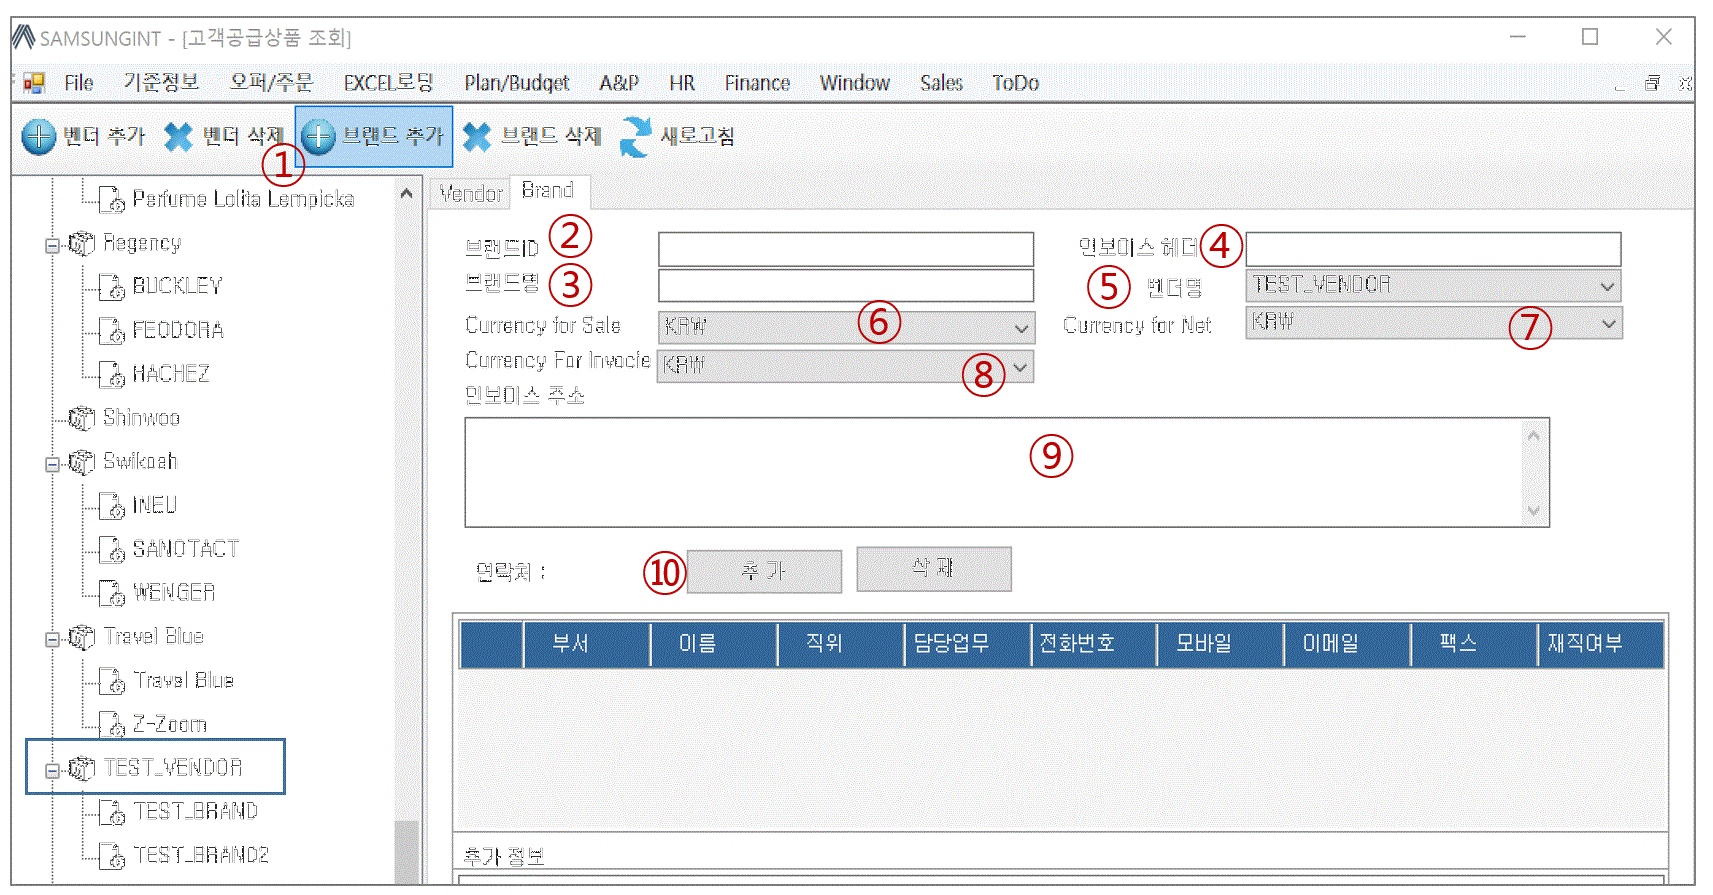 SAMSUNGINT - [고객공급상품 조회]
File 기준정보 오퍼/주문 EXCEL로딩 Plan/Budget A&P HR Finance Window Sales ToDo
벤더 추가 벤더 삭제 브랜드 추가 브랜드 삭제 새로고침
①
Perfume Lolita Lempicka
Regency
BUCKLEY
FEODORA
HACHEZ
Shinwoo
Swikoah
INEU
SANOTACT
WENGER
Travel Blue
Travel Blue
Z-Zoom
TEST_VENDOR
TEST_BRAND
TEST_BRAND2
Vendor Brand
브랜드ID ② 인보이스 헤더 ④
브랜드명 ③ ⑤ 벤더명 TEST_VENDOR
Currency for Sale KRW ⑥ Currency for Net KRW ⑦
Currency For Invocie KRW ⑧
인보이스 주소
⑨
연락처 : ⑩ 추 가 삭 제
부서 이름 직위 담당업무 전화번호 모바일 이메일 팩스 재직여부
추가 정보